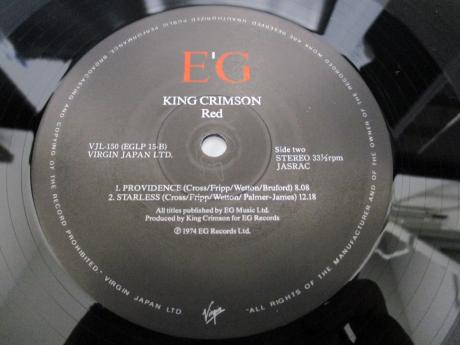 E'G
KING CRIMSON
Red
VJL-150 (EGLP 15-B)
VIRGIN JAPAN LTD.
Side two
STEREO 33⅓rpm
JASRAC
1. PROVIDENCE (Cross/Fripp/Wetton/Bruford) 8.08
2. STARLESS (Cross/Fripp/Wetton/ Palmer-James) 12.18
All titles published by EG Music Ltd.
Produced by King Crimson for EG Records
Ⓟ 1974 EG Records Ltd.
Virgin
"ALL RIGHTS OF THE MANUFACTURER AND OF THE OWNER OF THE RECORDED WORK ARE RESERVED UNAUTHORIZED PUBLIC PERFORMANCE, BROADCASTING AND COPYING OF THE RECORD PROHIBITED." VIRGIN JAPAN LTD.